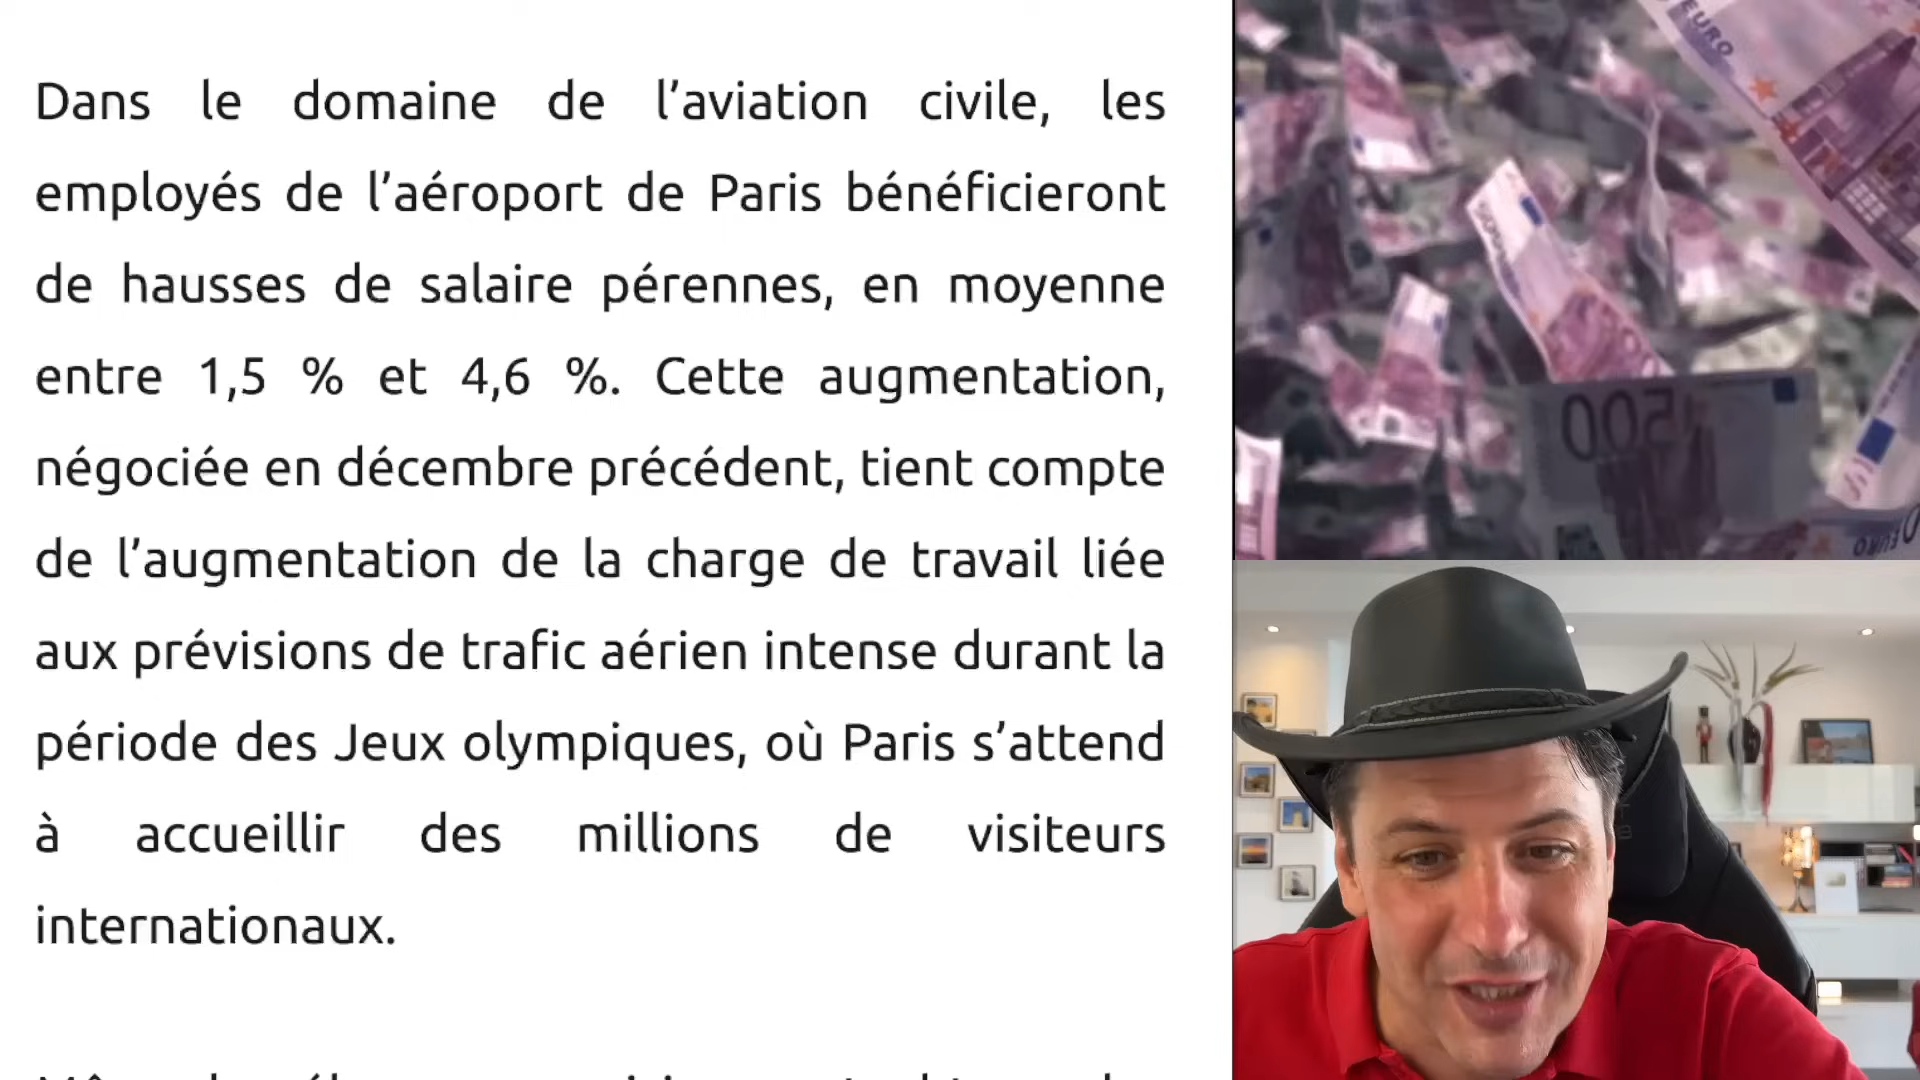 Dans le domaine de l’aviation civile, les
employés de l’aéroport de Paris bénéficieront
de hausses de salaire pérennes, en moyenne
entre 1,5 % et 4,6 %. Cette augmentation,
négociée en décembre précédent, tient compte
de l’augmentation de la charge de travail liée
aux prévisions de trafic aérien intense durant la
période des Jeux olympiques, où Paris s’attend
à accueillir des millions de visiteurs
internationaux.
EURO
500
EURO